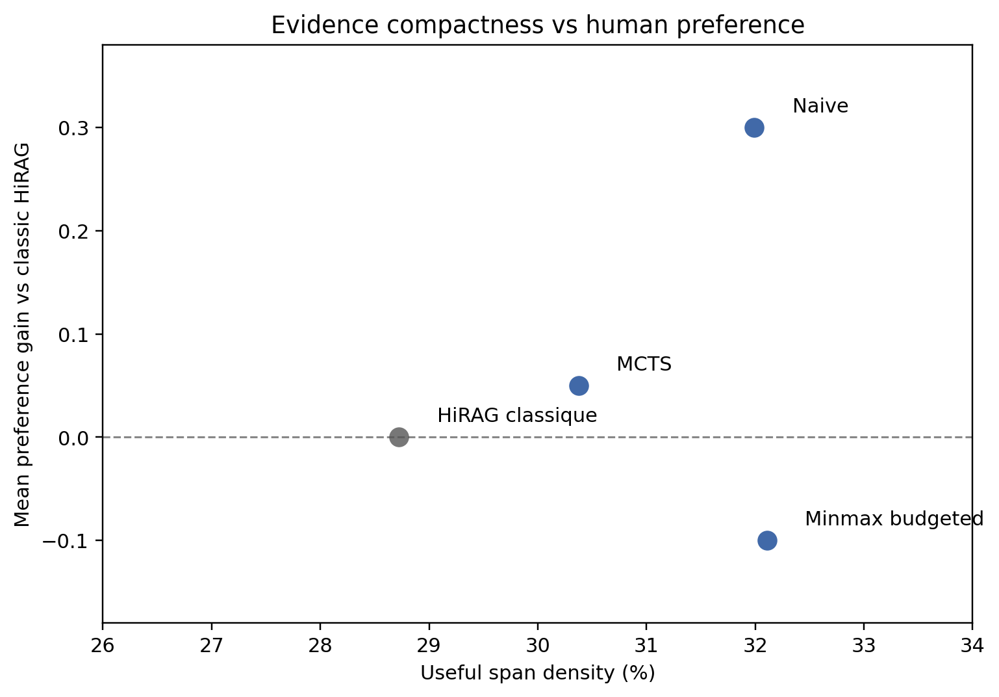 Evidence compactness vs human preference
Mean preference gain vs classic HiRAG
0.3
0.2
0.1
0.0
−0.1
Naive
MCTS
HiRAG classique
Minmax budgeted
26 27 28 29 30 31 32 33 34
Useful span density (%)